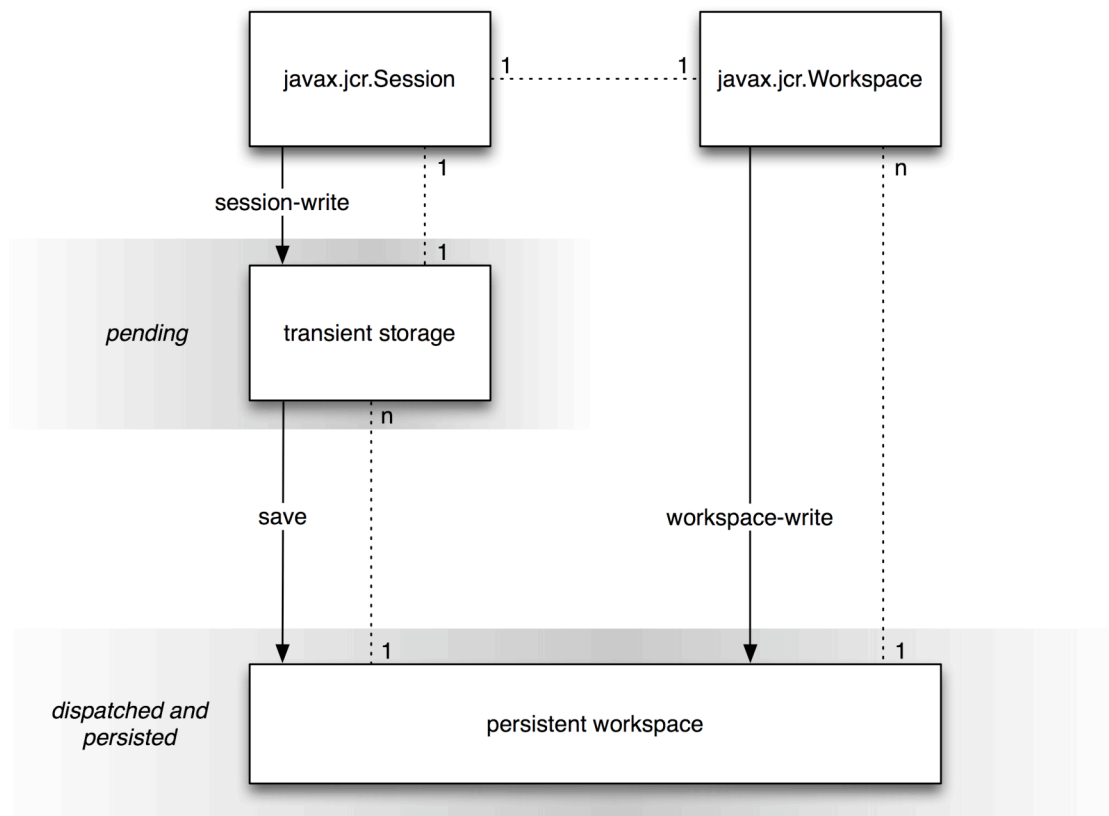 javax.jcr.Session
1
1
javax.jcr.Workspace
1
n
session-write
1
pending
transient storage
n
save
workspace-write
1
1
dispatched and
persisted
persistent workspace